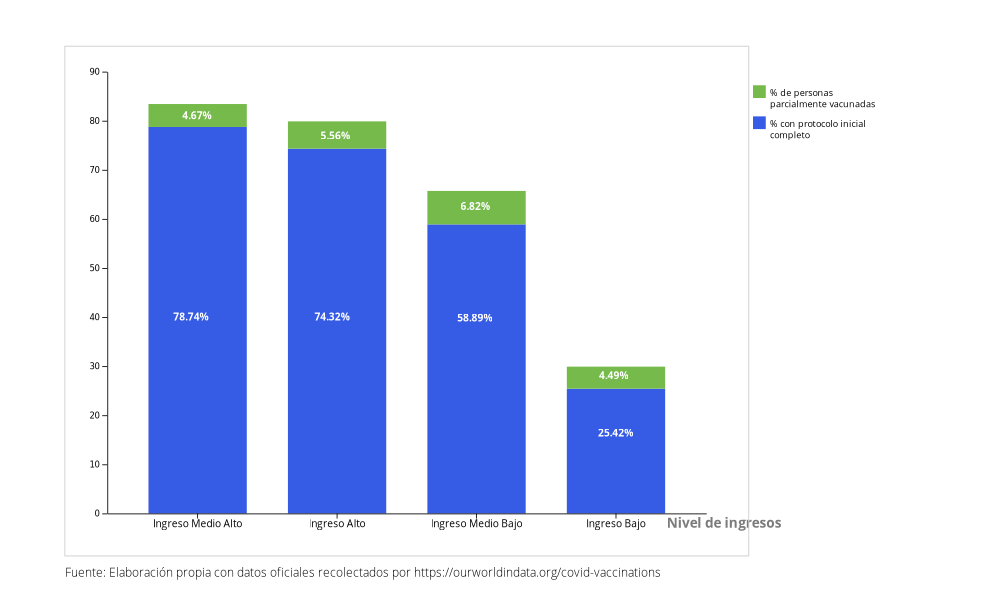 90
80
70
60
50
40
30
20
10
0
4.67%
78.74%
5.56%
74.32%
6.82%
58.89%
4.49%
25.42%
Ingreso Medio Alto
Ingreso Alto
Ingreso Medio Bajo
Ingreso Bajo
Nivel de ingresos
% de personas
parcialmente vacunadas
% con protocolo inicial
completo
Fuente: Elaboración propia con datos oficiales recolectados por https://ourworldindata.org/covid-vaccinations